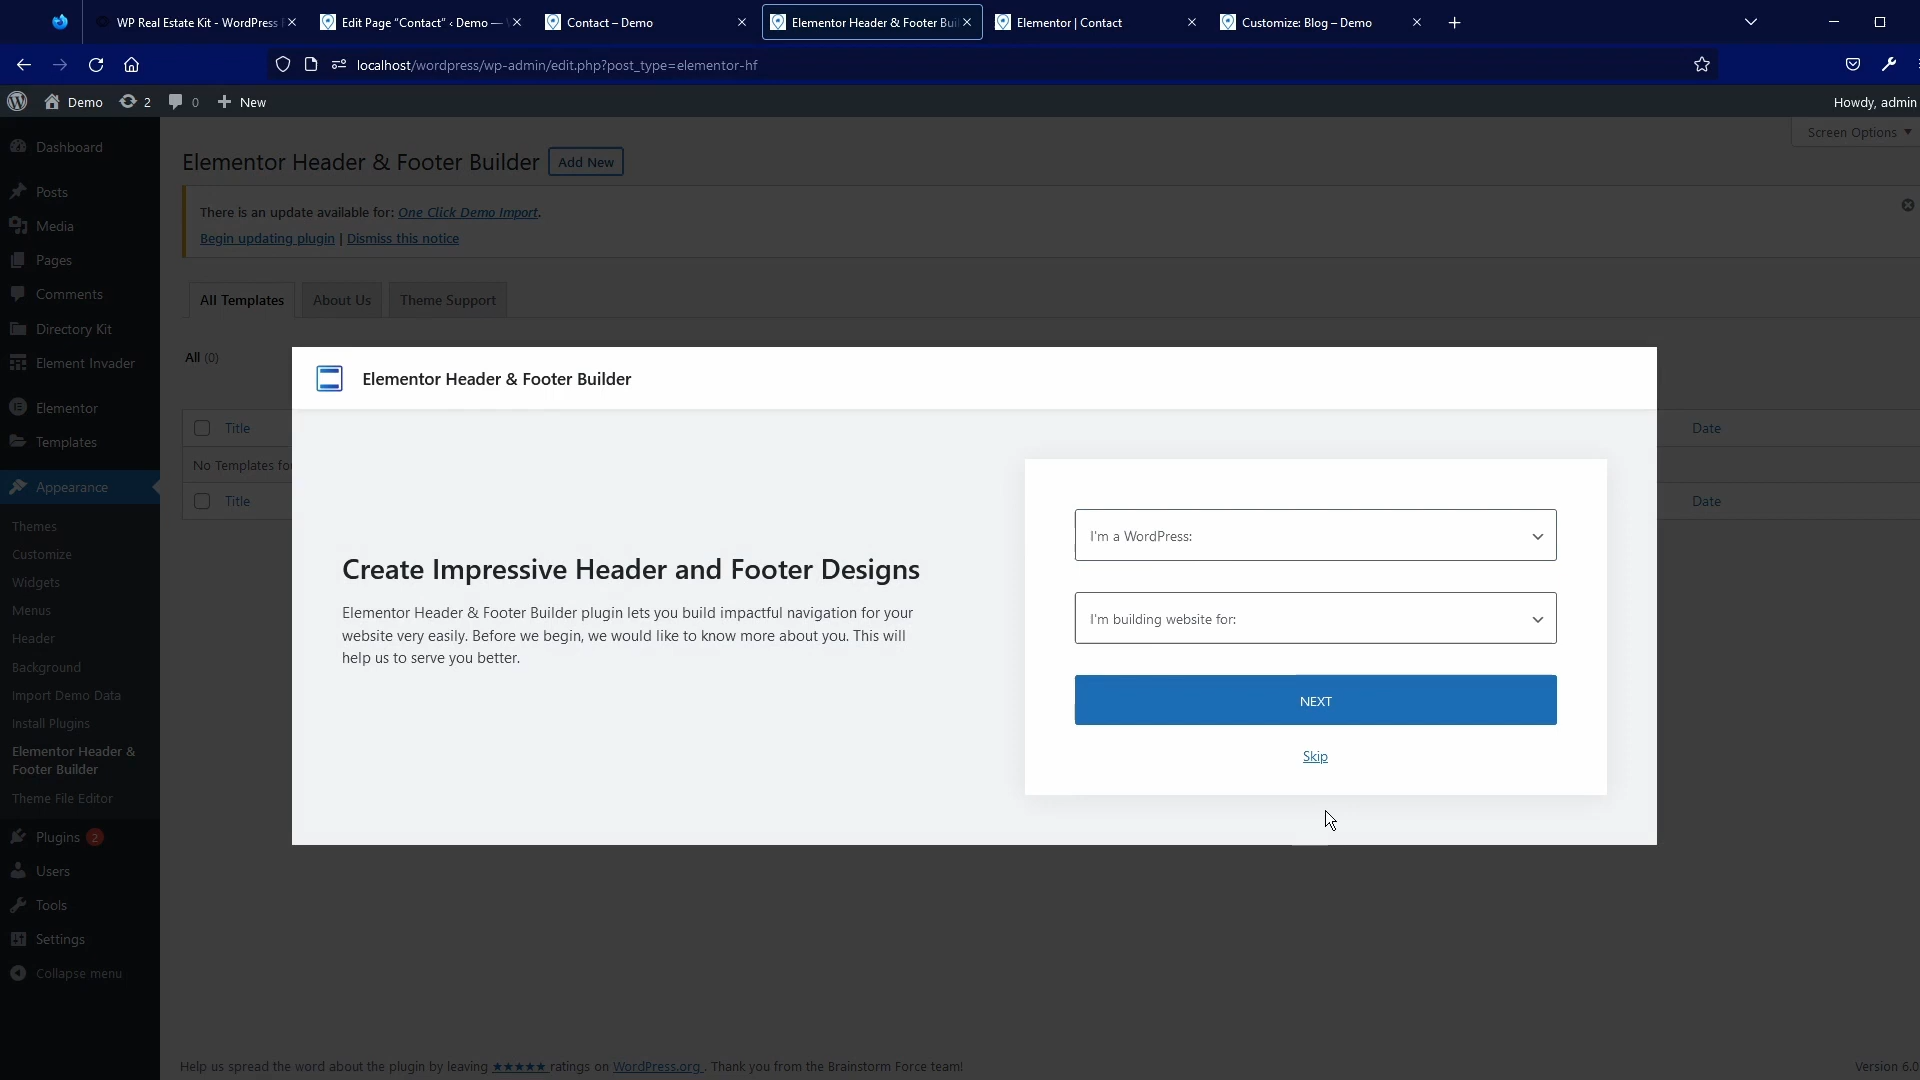 WP Real Estate Kit - WordPress
Edit Page “Contact” ‹ Demo —
Contact – Demo
Elementor Header & Footer Bui
Elementor | Contact
Customize: Blog – Demo
localhost/wordpress/wp-admin/edit.php?post_type=elementor-hf
Demo
2
0
New
Howdy, admin
Screen Options
Dashboard
Posts
Media
Pages
Comments
Directory Kit
Element Invader
Elementor
Templates
Appearance
Themes
Customize
Widgets
Menus
Header
Background
Import Demo Data
Install Plugins
Elementor Header &
Footer Builder
Theme File Editor
Plugins 2
Users
Tools
Settings
Collapse menu
Elementor Header & Footer Builder
Add New
There is an update available for: One Click Demo Import.
Begin updating plugin | Dismiss this notice
All Templates
About Us
Theme Support
All (0)
Title
Date
No Templates fo
Title
Date
Elementor Header & Footer Builder
Create Impressive Header and Footer Designs
Elementor Header & Footer Builder plugin lets you build impactful navigation for your
website very easily. Before we begin, we would like to know more about you. This will
help us to serve you better.
I'm a WordPress:
I'm building website for:
NEXT
Skip
Help us spread the word about the plugin by leaving ★★★★★ ratings on WordPress.org . Thank you from the Brainstorm Force team!
Version 6.0